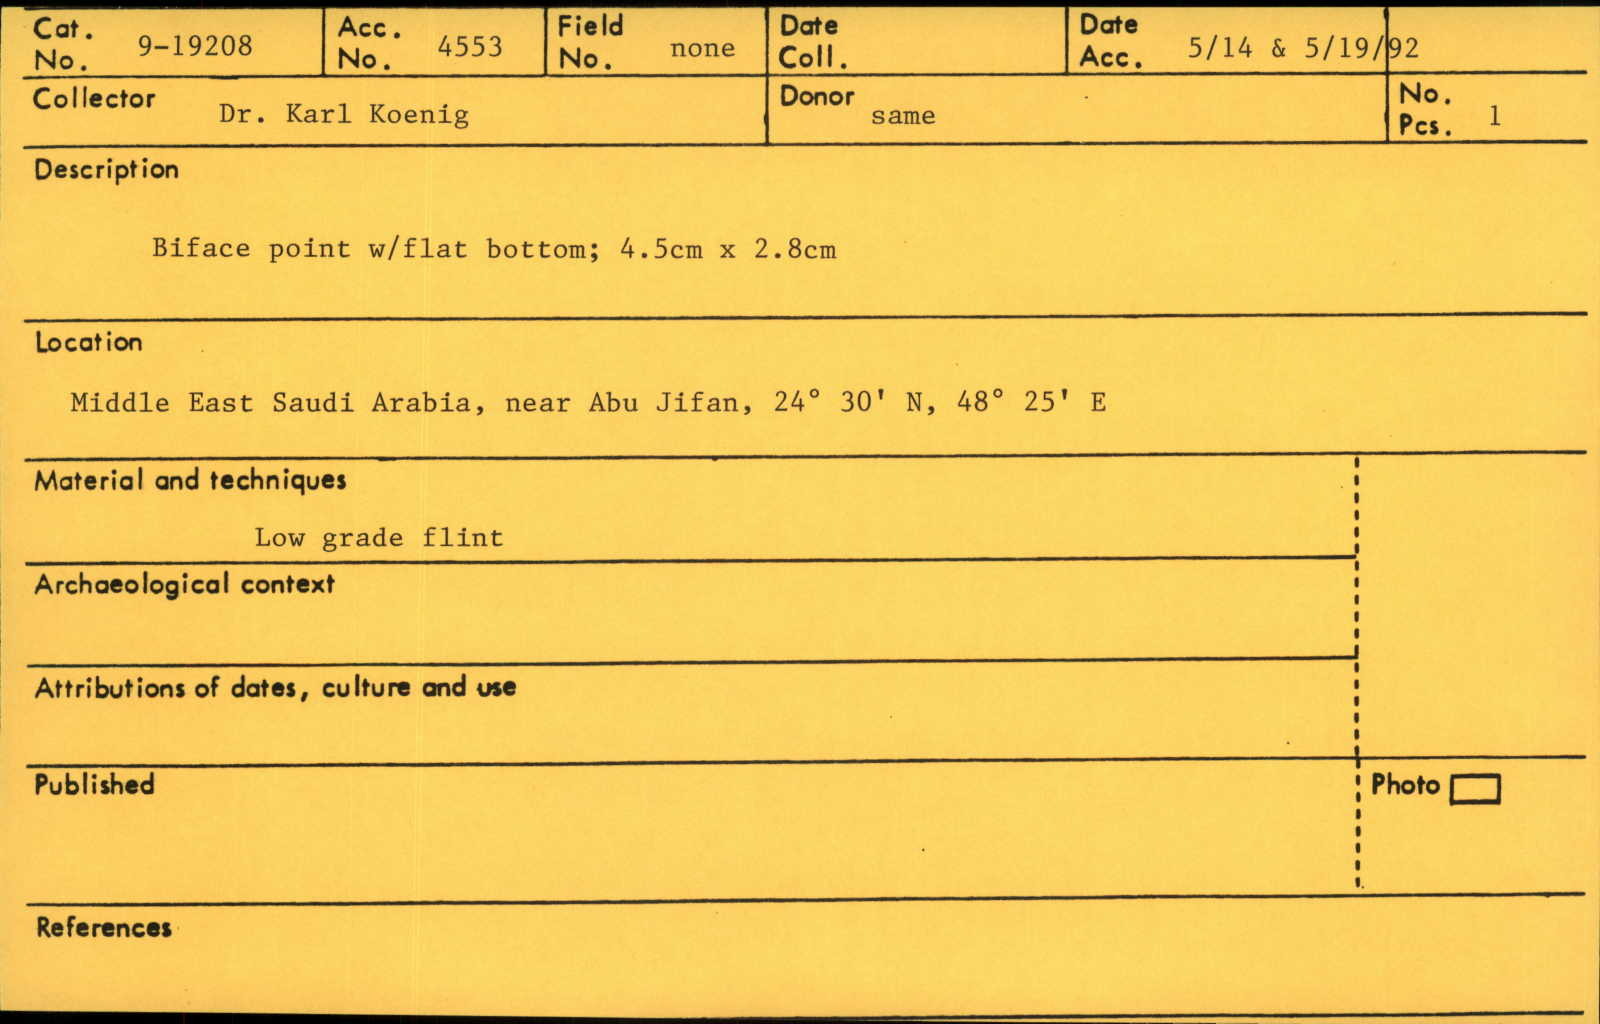 Cat. No. 9-19208 Acc. No. 4553 Field No. none Date Coll. Date Acc. 5/14 & 5/19/92
Collector Dr. Karl Koenig Donor same No. Pcs. 1
Description
Biface point w/flat bottom; 4.5cm x 2.8cm
Location
Middle East Saudi Arabia, near Abu Jifan, 24° 30' N, 48° 25' E
Material and techniques
Low grade flint
Archaeological context
Attributions of dates, culture and use
Published
Photo
References